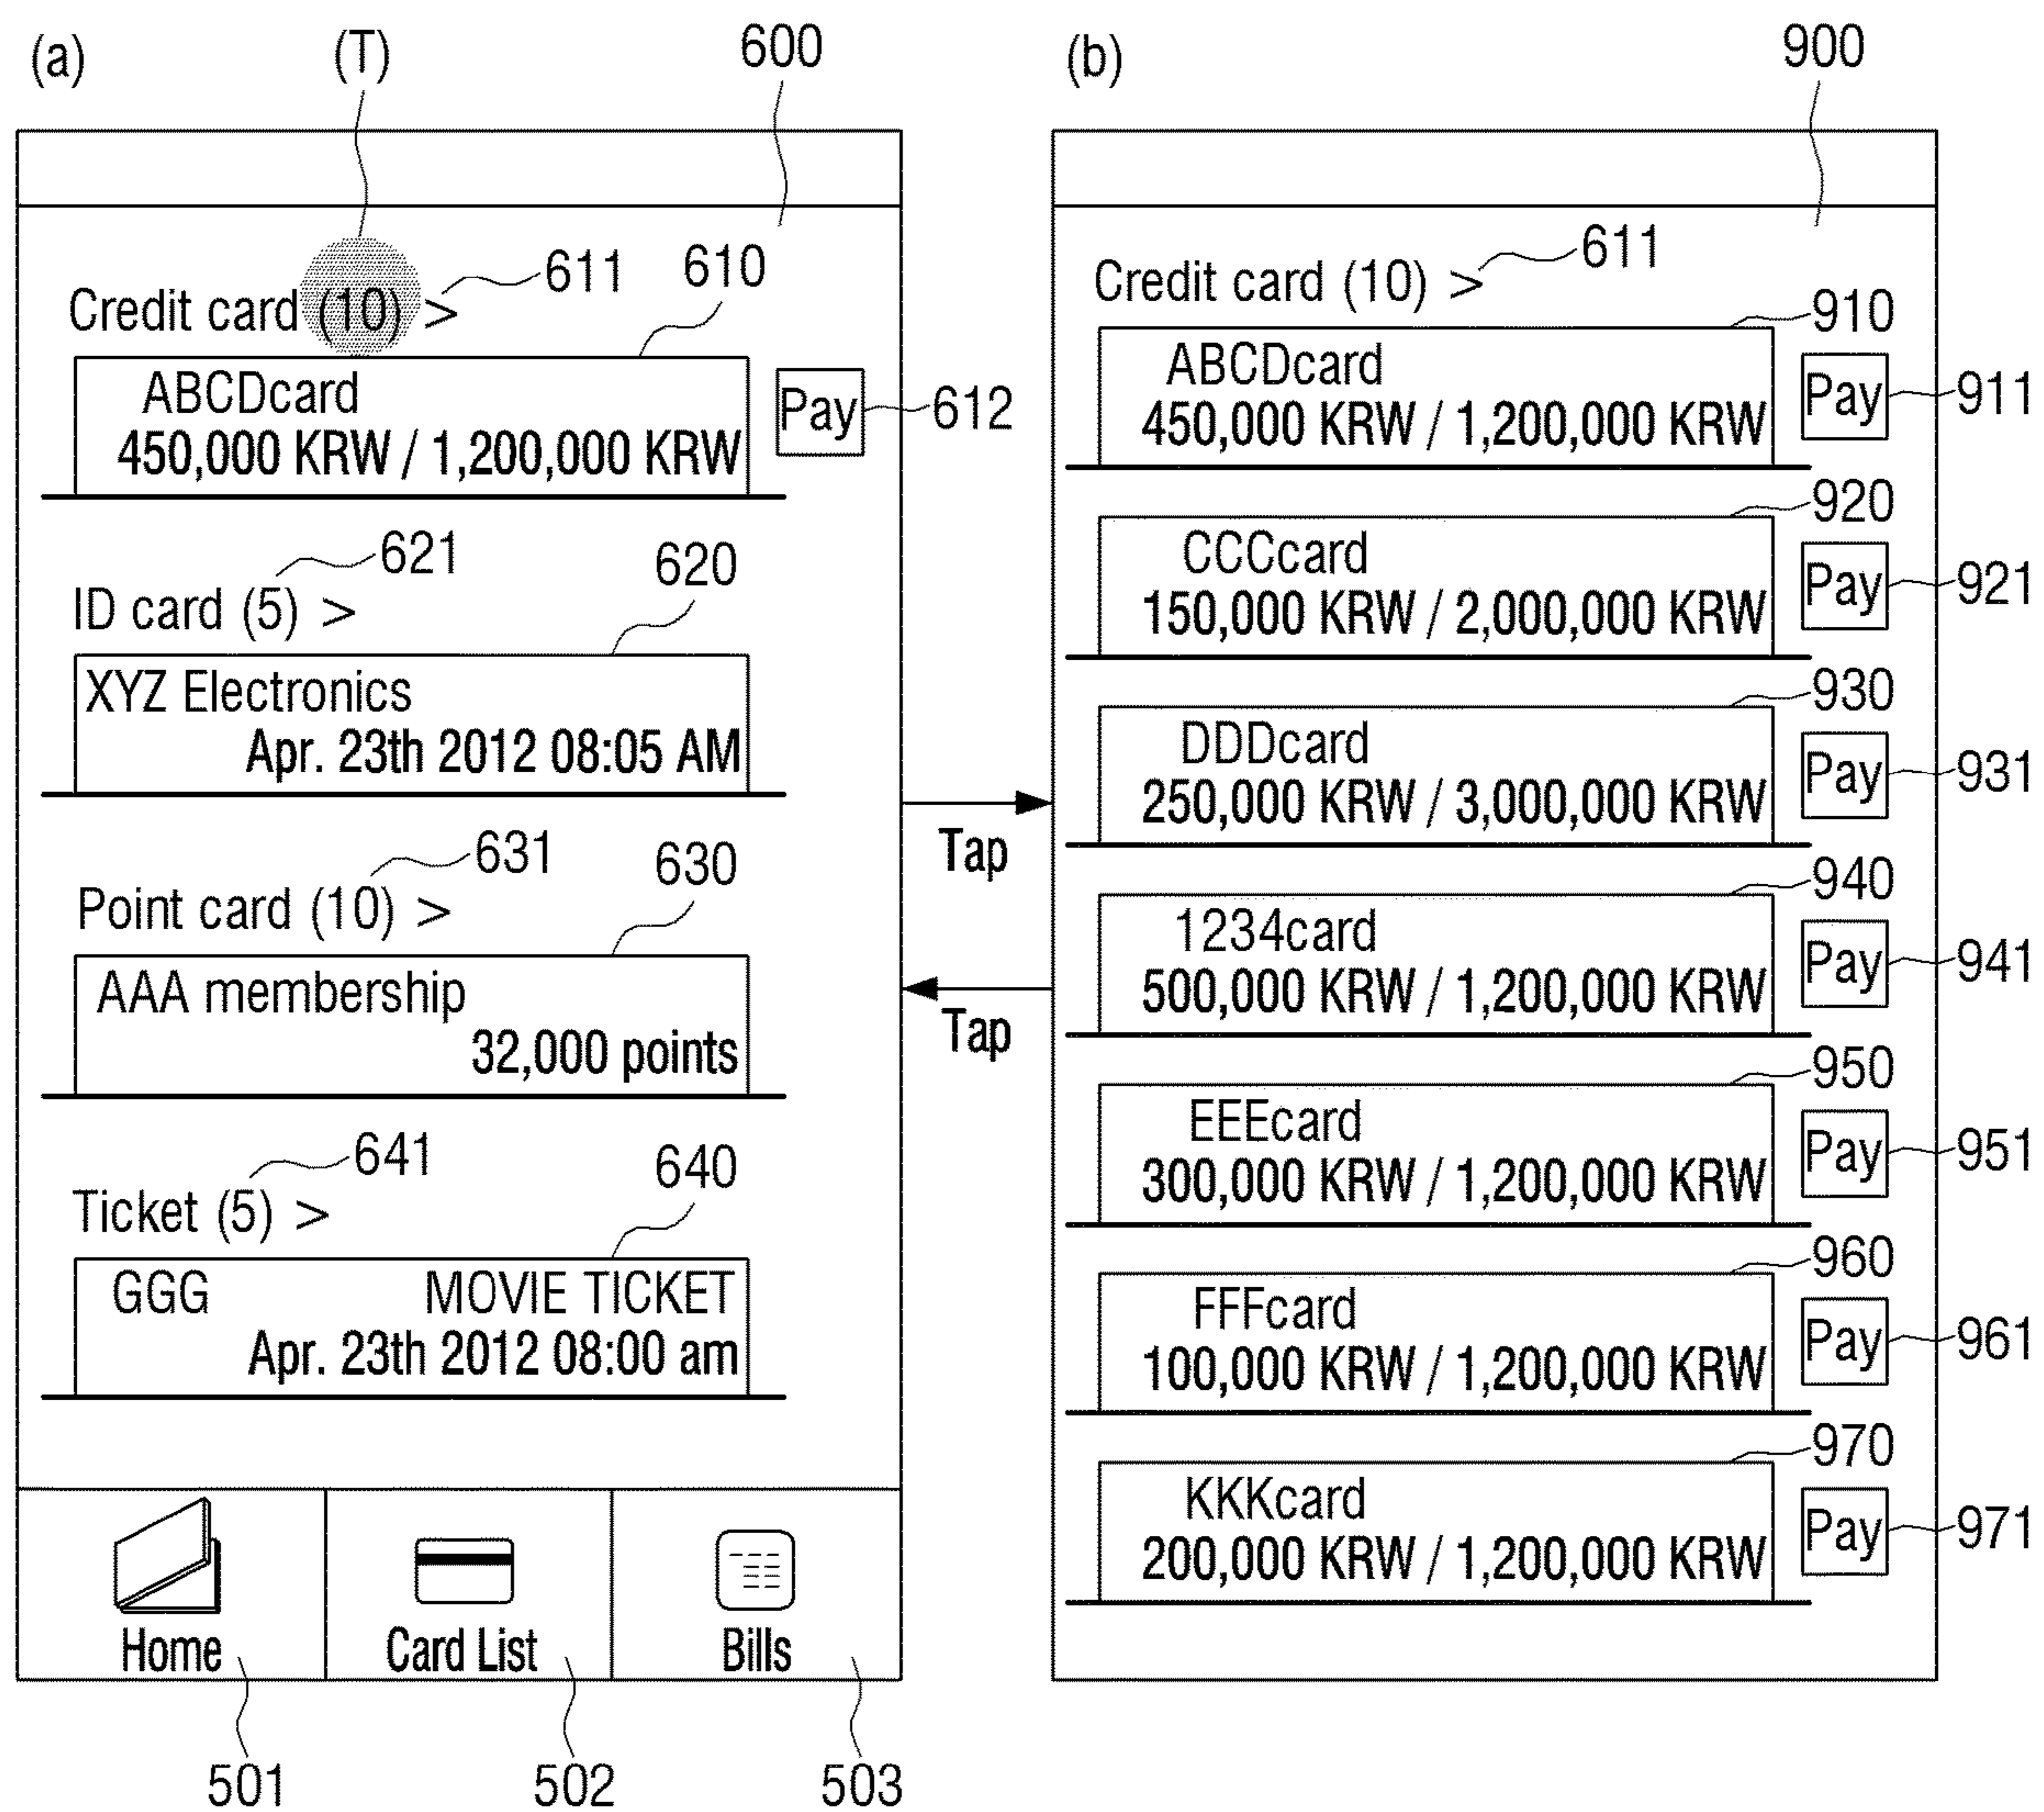 (a) (T) 600
611
610
Credit card (10) >
ABCDcard
450,000 KRW / 1,200,000 KRW
Pay 612
621
620
ID card (5) >
XYZ Electronics
Apr. 23th 2012 08:05 AM
631
630
Point card (10) >
AAA membership
32,000 points
641
640
Ticket (5) >
GGG MOVIE TICKET
Apr. 23th 2012 08:00 am
Home Card List Bills
501 502 503
Tap
Tap
(b) 900
611
Credit card (10) >
910
ABCDcard
450,000 KRW / 1,200,000 KRW
Pay 911
920
CCCcard
150,000 KRW / 2,000,000 KRW
Pay 921
930
DDDcard
250,000 KRW / 3,000,000 KRW
Pay 931
940
1234card
500,000 KRW / 1,200,000 KRW
Pay 941
950
EEEcard
300,000 KRW / 1,200,000 KRW
Pay 951
960
FFFcard
100,000 KRW / 1,200,000 KRW
Pay 961
970
KKKcard
200,000 KRW / 1,200,000 KRW
Pay 971